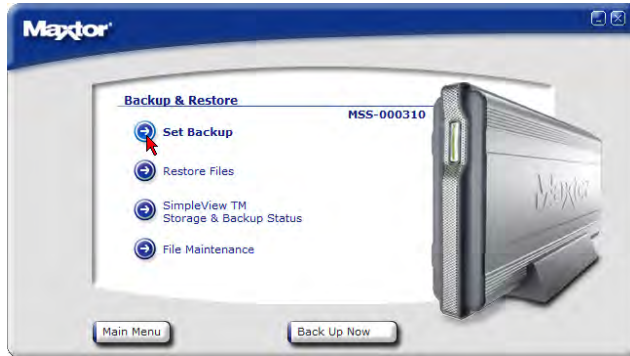 Maxtor
Backup & Restore
MSS-000310
Set Backup
Restore Files
SimpleView TM
Storage & Backup Status
File Maintenance
Maxtor
Main Menu
Back Up Now